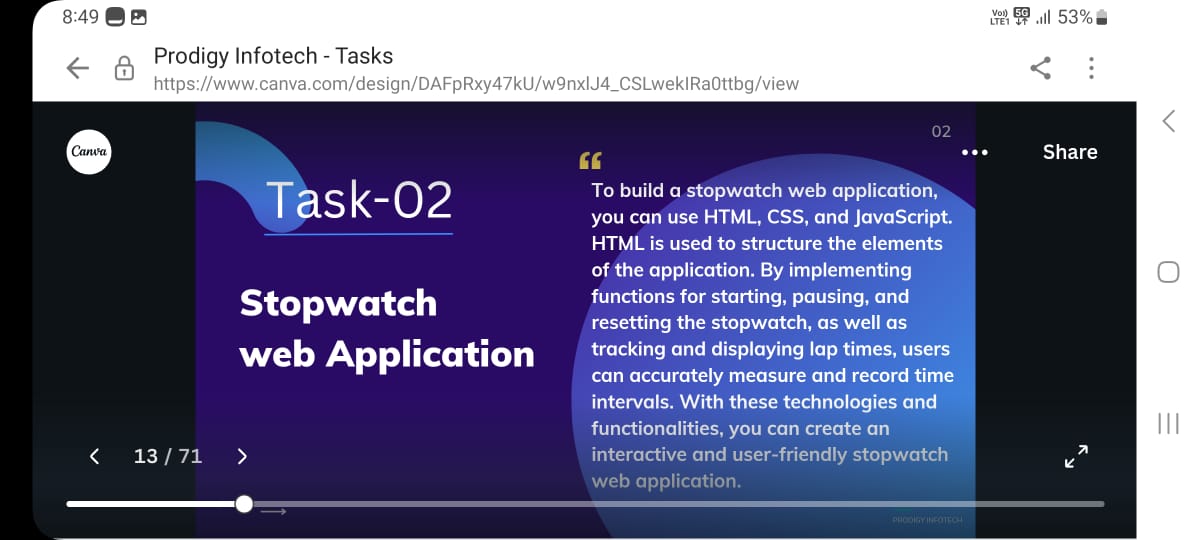 8:49
Vo)) 5G
LTE1 53%
Prodigy Infotech - Tasks
https://www.canva.com/design/DAFpRxy47kU/w9nxlJ4_CSLweklRa0ttbg/view
Canva
02
Share
Task-02
Stopwatch
web Application
“
To build a stopwatch web application,
you can use HTML, CSS, and JavaScript.
HTML is used to structure the elements
of the application. By implementing
functions for starting, pausing, and
resetting the stopwatch, as well as
tracking and displaying lap times, users
can accurately measure and record time
intervals. With these technologies and
functionalities, you can create an
interactive and user-friendly stopwatch
web application.
13 / 71
PRODIGY INFOTECH